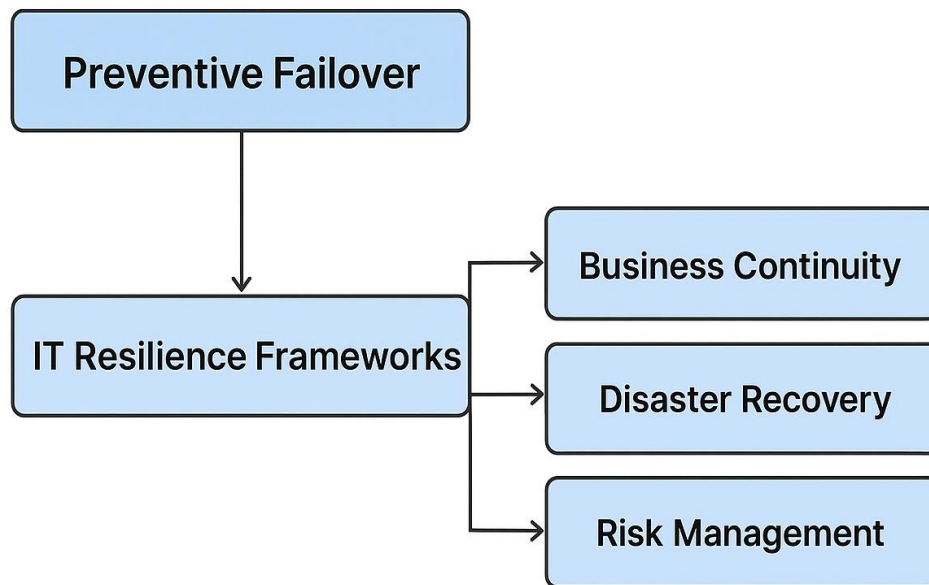 Preventive Failover
IT Resilience Frameworks
Business Continuity
Disaster Recovery
Risk Management